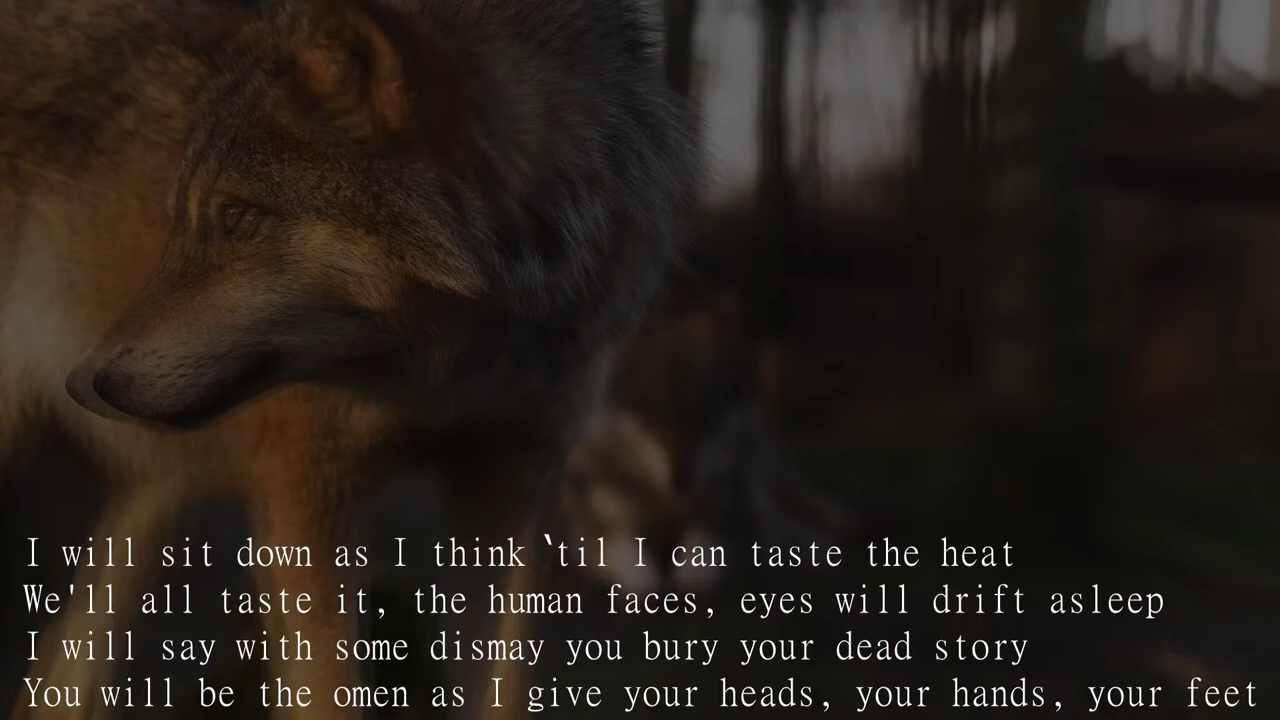 I will sit down as I think `til I can taste the heat
We'll all taste it, the human faces, eyes will drift asleep
I will say with some dismay you bury your dead story
You will be the omen as I give your heads, your hands, your feet